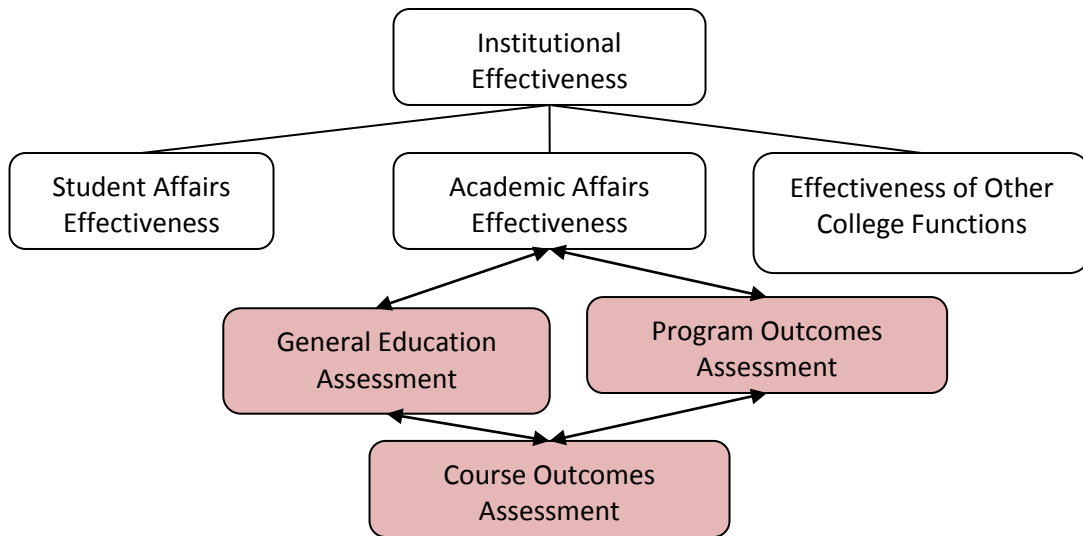 Institutional
Effectiveness
Student Affairs
Effectiveness
Academic Affairs
Effectiveness
Effectiveness of Other
College Functions
General Education
Assessment
Program Outcomes
Assessment
Course Outcomes
Assessment